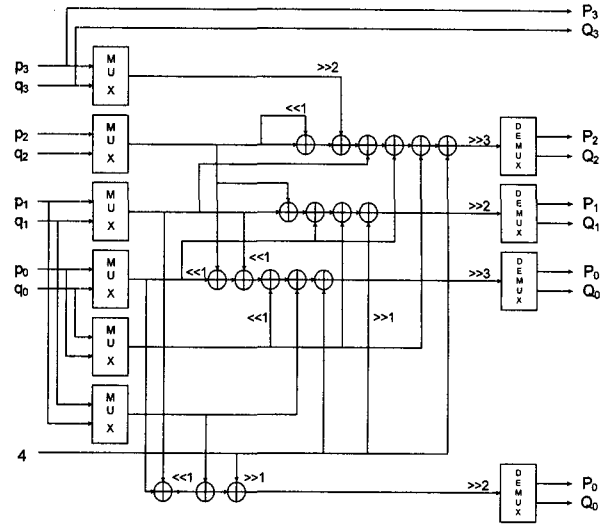 P3
Q3
p3
q3
MUX
>>2
<<1
p2
q2
MUX
>>3
DEMUX
P2
Q2
p1
q1
MUX
>>2
DEMUX
P1
Q1
<<1
p0
q0
MUX
<<1
>>3
DEMUX
P0
Q0
MUX
<<1
>>1
MUX
4
<<1
>>1
>>2
DEMUX
P0
Q0